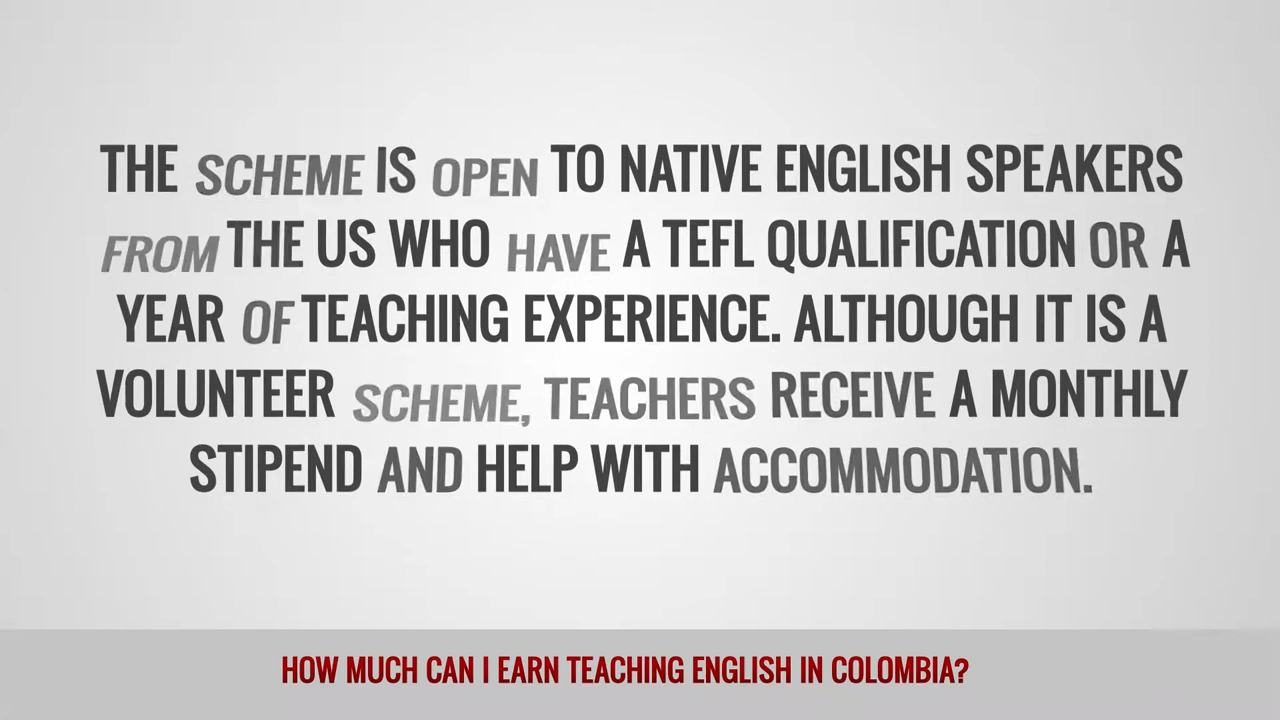 THE SCHEME IS OPEN TO NATIVE ENGLISH SPEAKERS
FROM THE US WHO HAVE A TEFL QUALIFICATION OR A
YEAR OF TEACHING EXPERIENCE. ALTHOUGH IT IS A
VOLUNTEER SCHEME, TEACHERS RECEIVE A MONTHLY
STIPEND AND HELP WITH ACCOMMODATION.
HOW MUCH CAN I EARN TEACHING ENGLISH IN COLOMBIA?